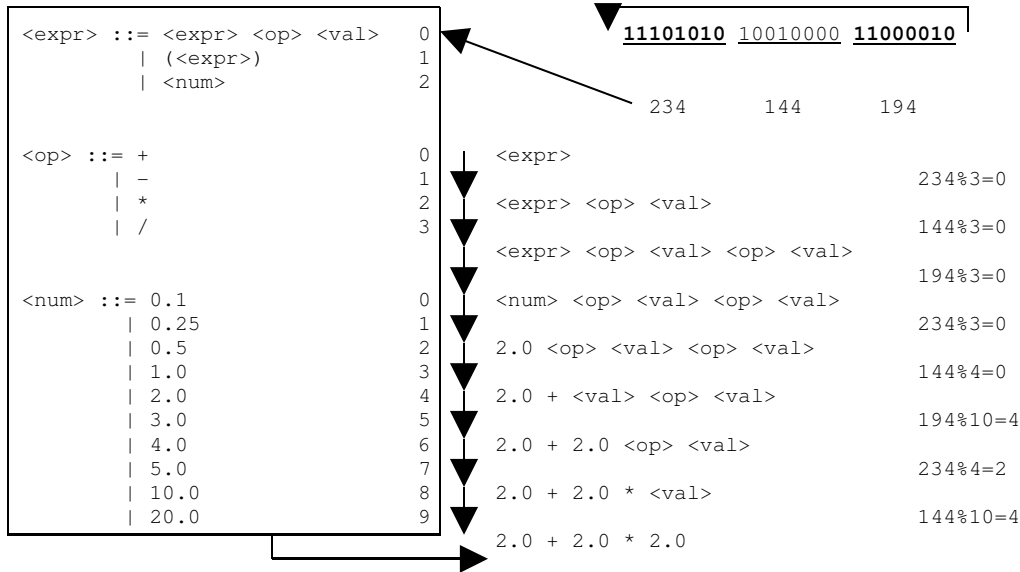 <expr> ::= <expr> <op> <val> 0
| (<expr>) 1
| <num> 2
<op> ::= + 0
| - 1
| * 2
| / 3
<num> ::= 0.1 0
| 0.25 1
| 0.5 2
| 1.0 3
| 2.0 4
| 3.0 5
| 4.0 6
| 5.0 7
| 10.0 8
| 20.0 9
11101010 10010000 11000010
234 144 194
<expr>
234%3=0
<expr> <op> <val>
144%3=0
<expr> <op> <val> <op> <val>
194%3=0
<num> <op> <val> <op> <val>
234%3=0
2.0 <op> <val> <op> <val>
144%4=0
2.0 + <val> <op> <val>
194%10=4
2.0 + 2.0 <op> <val>
234%4=2
2.0 + 2.0 * <val>
144%10=4
2.0 + 2.0 * 2.0